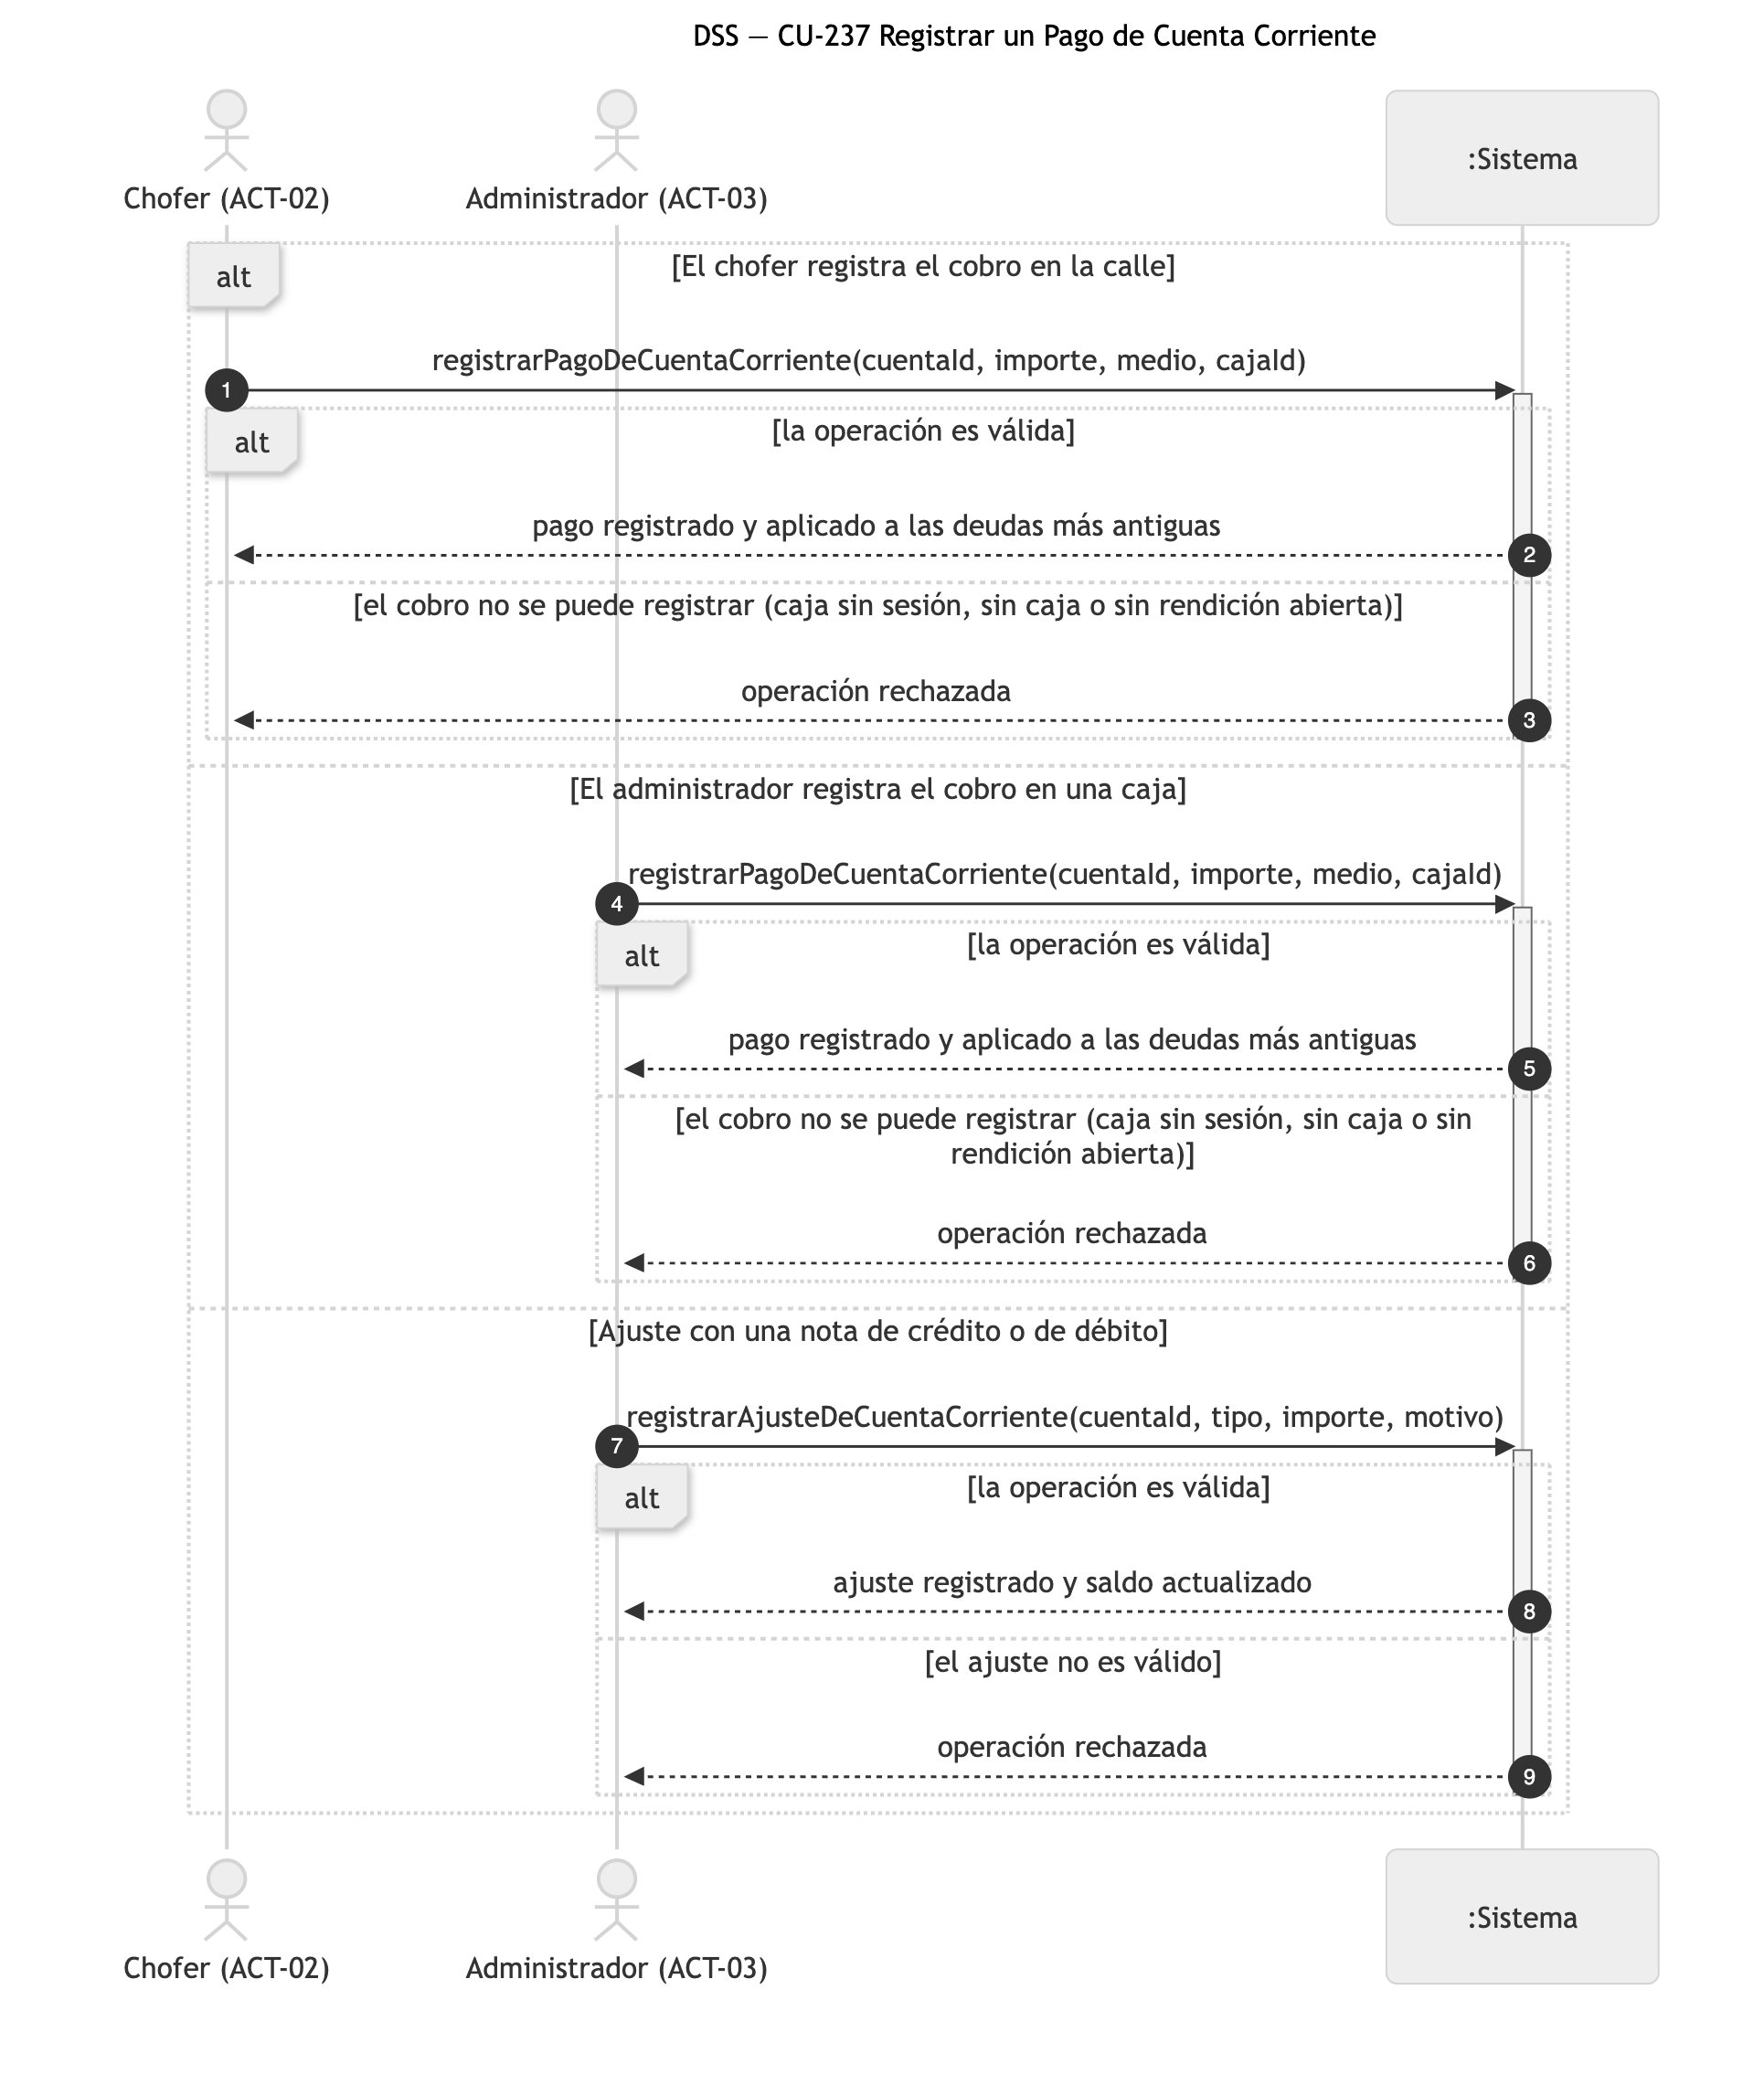 DSS — CU-237 Registrar un Pago de Cuenta Corriente
Chofer (ACT-02)
Administrador (ACT-03)
:Sistema
alt
[El chofer registra el cobro en la calle]
registrarPagoDeCuentaCorriente(cuentaId, importe, medio, cajaId)
1
alt
[la operación es válida]
pago registrado y aplicado a las deudas más antiguas
2
[el cobro no se puede registrar (caja sin sesión, sin caja o sin rendición abierta)]
operación rechazada
3
[El administrador registra el cobro en una caja]
registrarPagoDeCuentaCorriente(cuentaId, importe, medio, cajaId)
4
alt
[la operación es válida]
pago registrado y aplicado a las deudas más antiguas
5
[el cobro no se puede registrar (caja sin sesión, sin caja o sin
rendición abierta)]
operación rechazada
6
[Ajuste con una nota de crédito o de débito]
registrarAjusteDeCuentaCorriente(cuentaId, tipo, importe, motivo)
7
alt
[la operación es válida]
ajuste registrado y saldo actualizado
8
[el ajuste no es válido]
operación rechazada
9
Chofer (ACT-02)
Administrador (ACT-03)
:Sistema